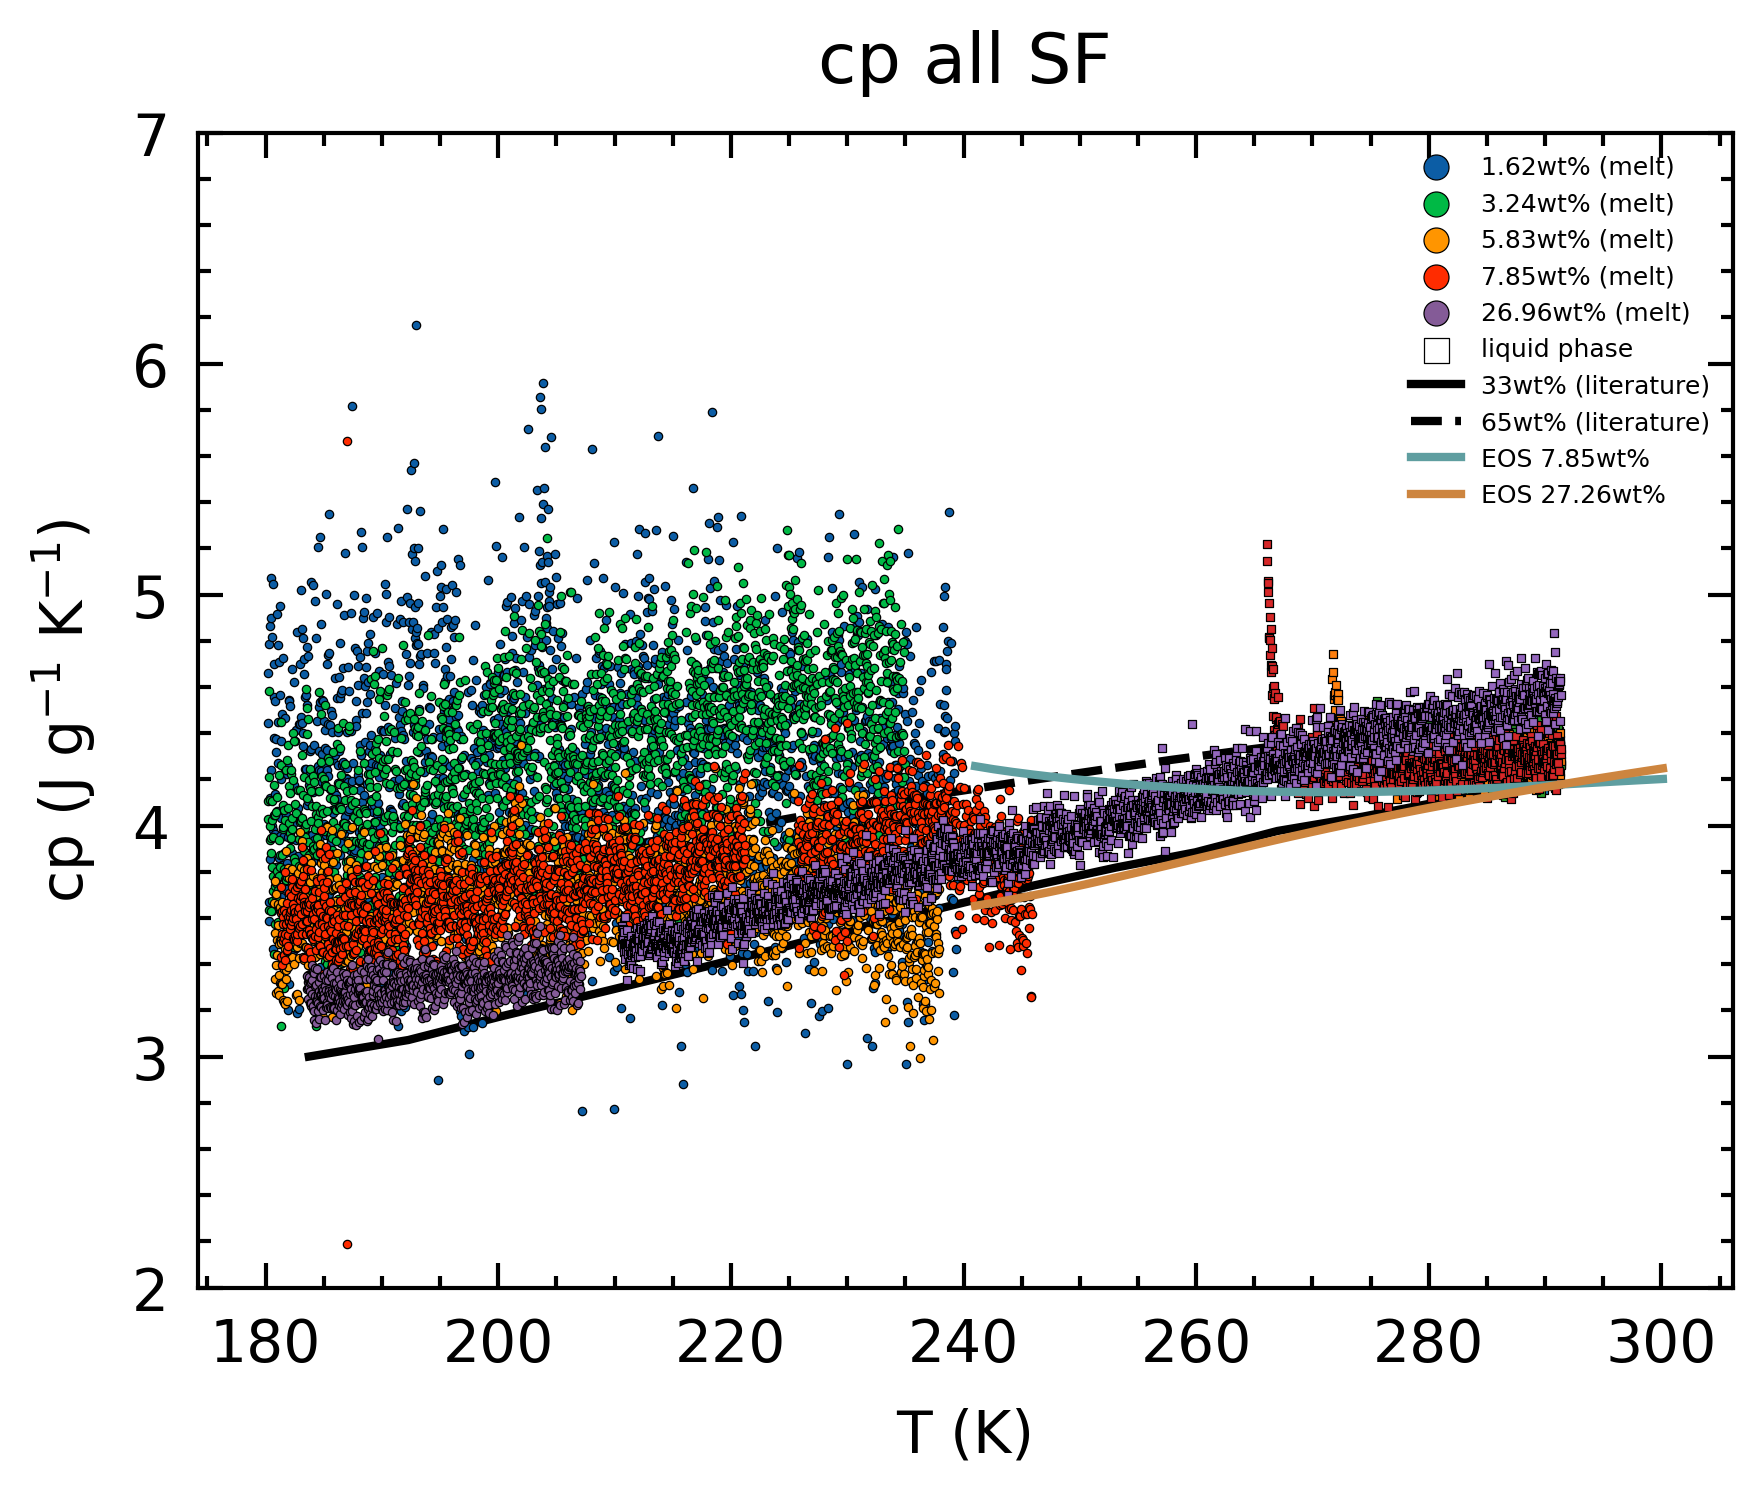 cp all SF
7
6
5
4
3
2
cp (J g⁻¹ K⁻¹)
1.62wt% (melt)
3.24wt% (melt)
5.83wt% (melt)
7.85wt% (melt)
26.96wt% (melt)
liquid phase
33wt% (literature)
65wt% (literature)
EOS 7.85wt%
EOS 27.26wt%
180 200 220 240 260 280 300
T (K)